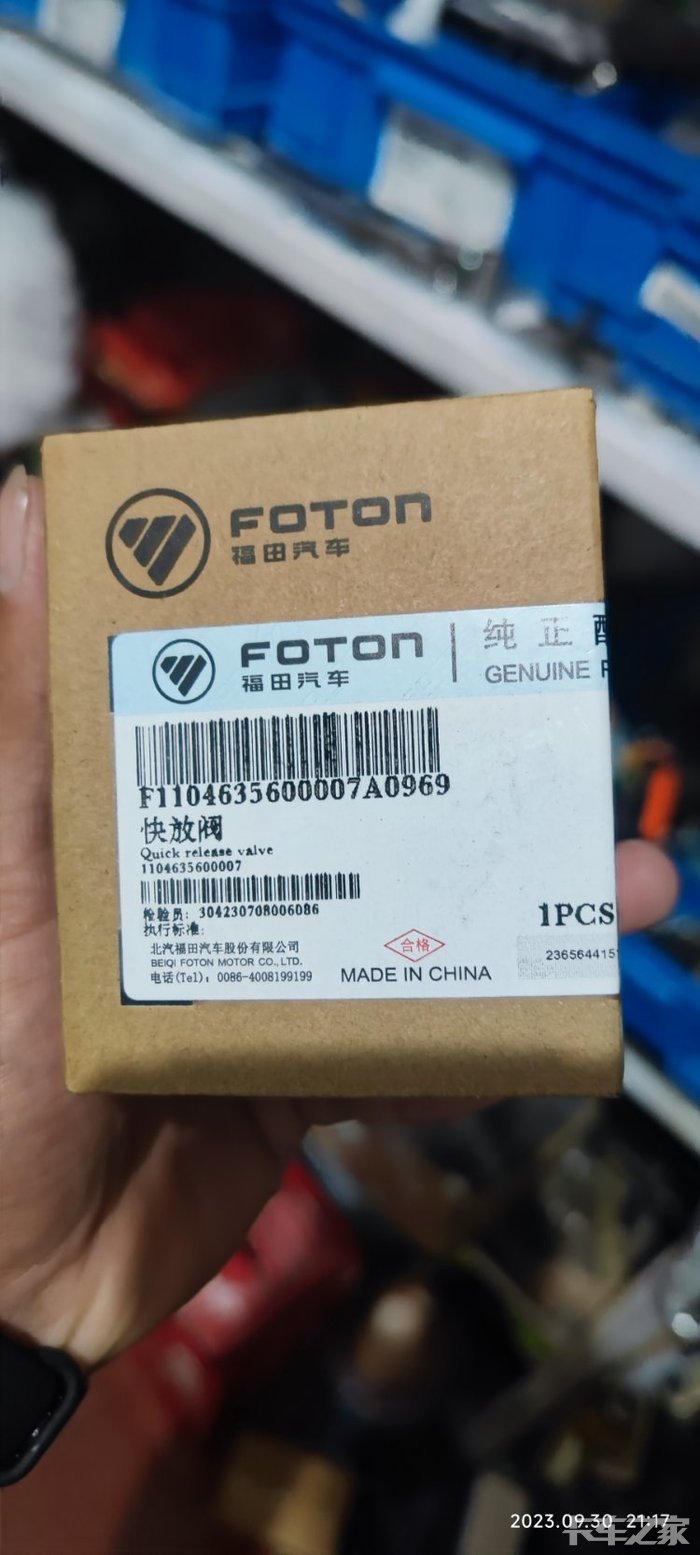 FOTON
福田汽车
FOTON
福田汽车
纯正
GENUINE
F1104635600007A0969
快放阀
Quick release valve
1104635600007
检验员: 304230708006086
执行标准:
1PCS
北汽福田汽车股份有限公司
BEIQI FOTON MOTOR CO.,LTD.
电话(Tel): 0086-4008199199
合格
MADE IN CHINA
2023.09.30 21:17
卡车之家